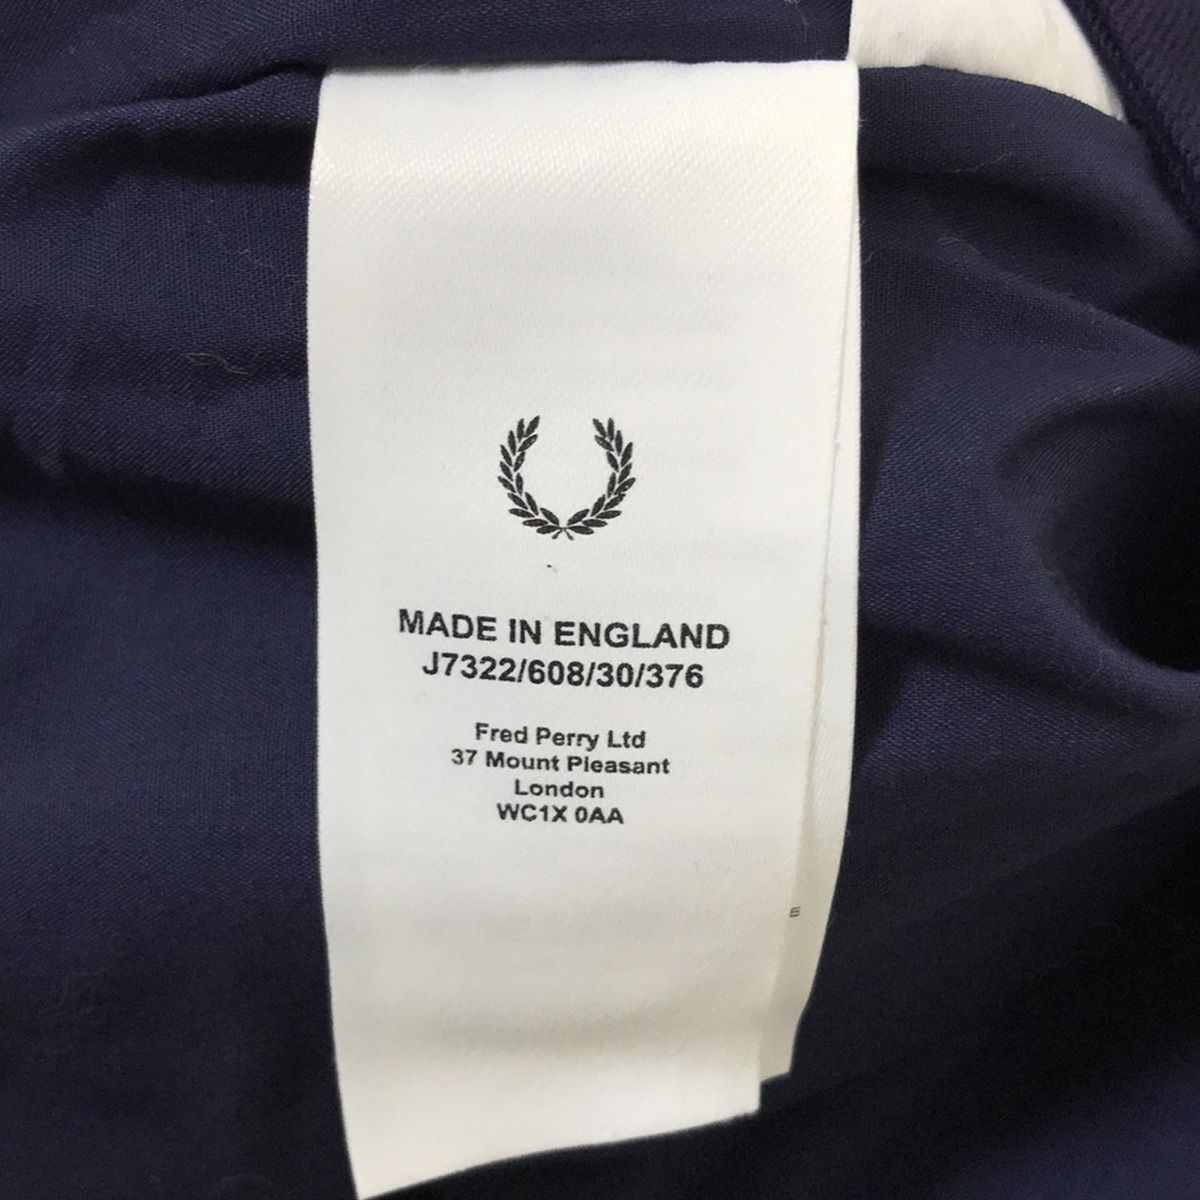 MADE IN ENGLAND
J7322/608/30/376
Fred Perry Ltd
37 Mount Pleasant
London
WC1X 0AA